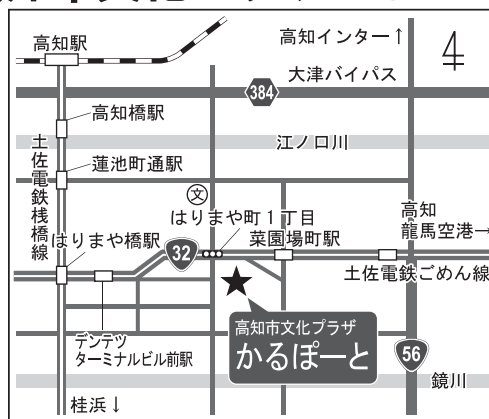 高知駅
高知インター↑
大津バイパス
384
高知橋駅
江ノ口川
土佐電鉄桟橋線
蓮池町通駅
文
はりまや町1丁目
高知
龍馬空港→
はりまや橋駅
32
菜園場町駅
土佐電鉄ごめん線
デンテツ
ターミナルビル前駅
高知市文化プラザ
かるぽーと
56
鏡川
桂浜↓